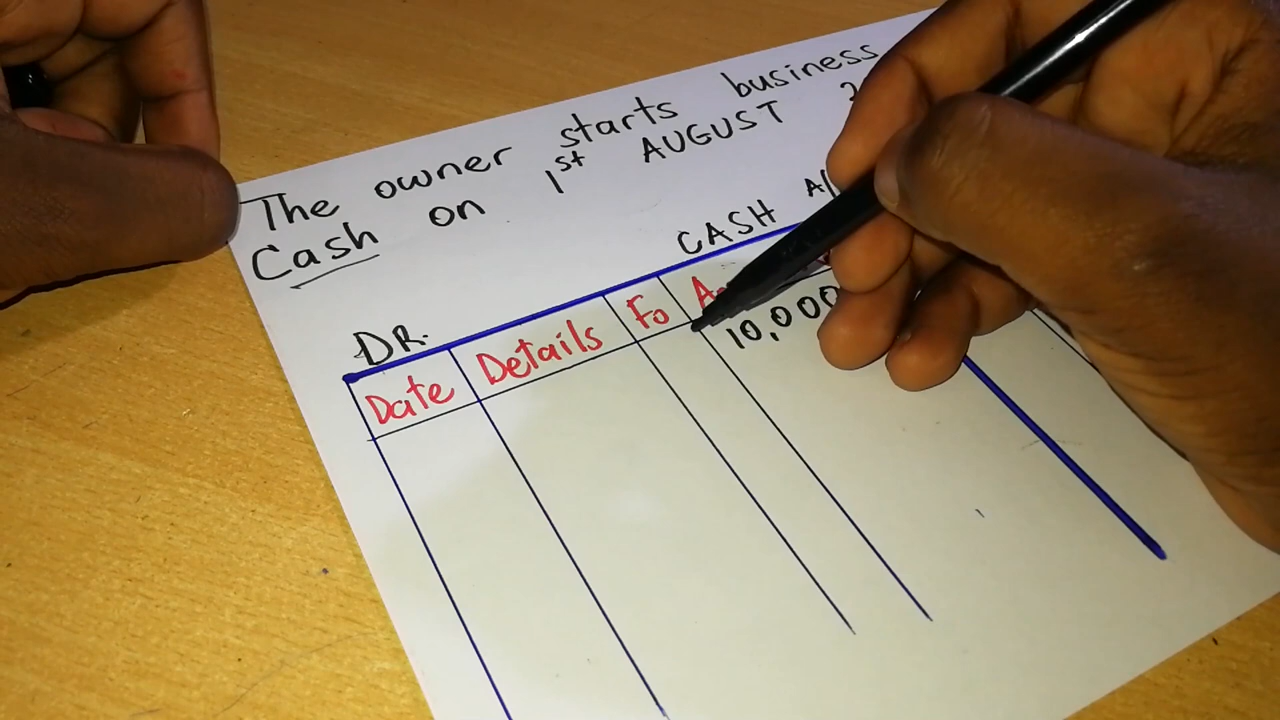 The owner starts business
Cash on 1st AUGUST
CASH A/
DR.
Date Details Fo
10,000